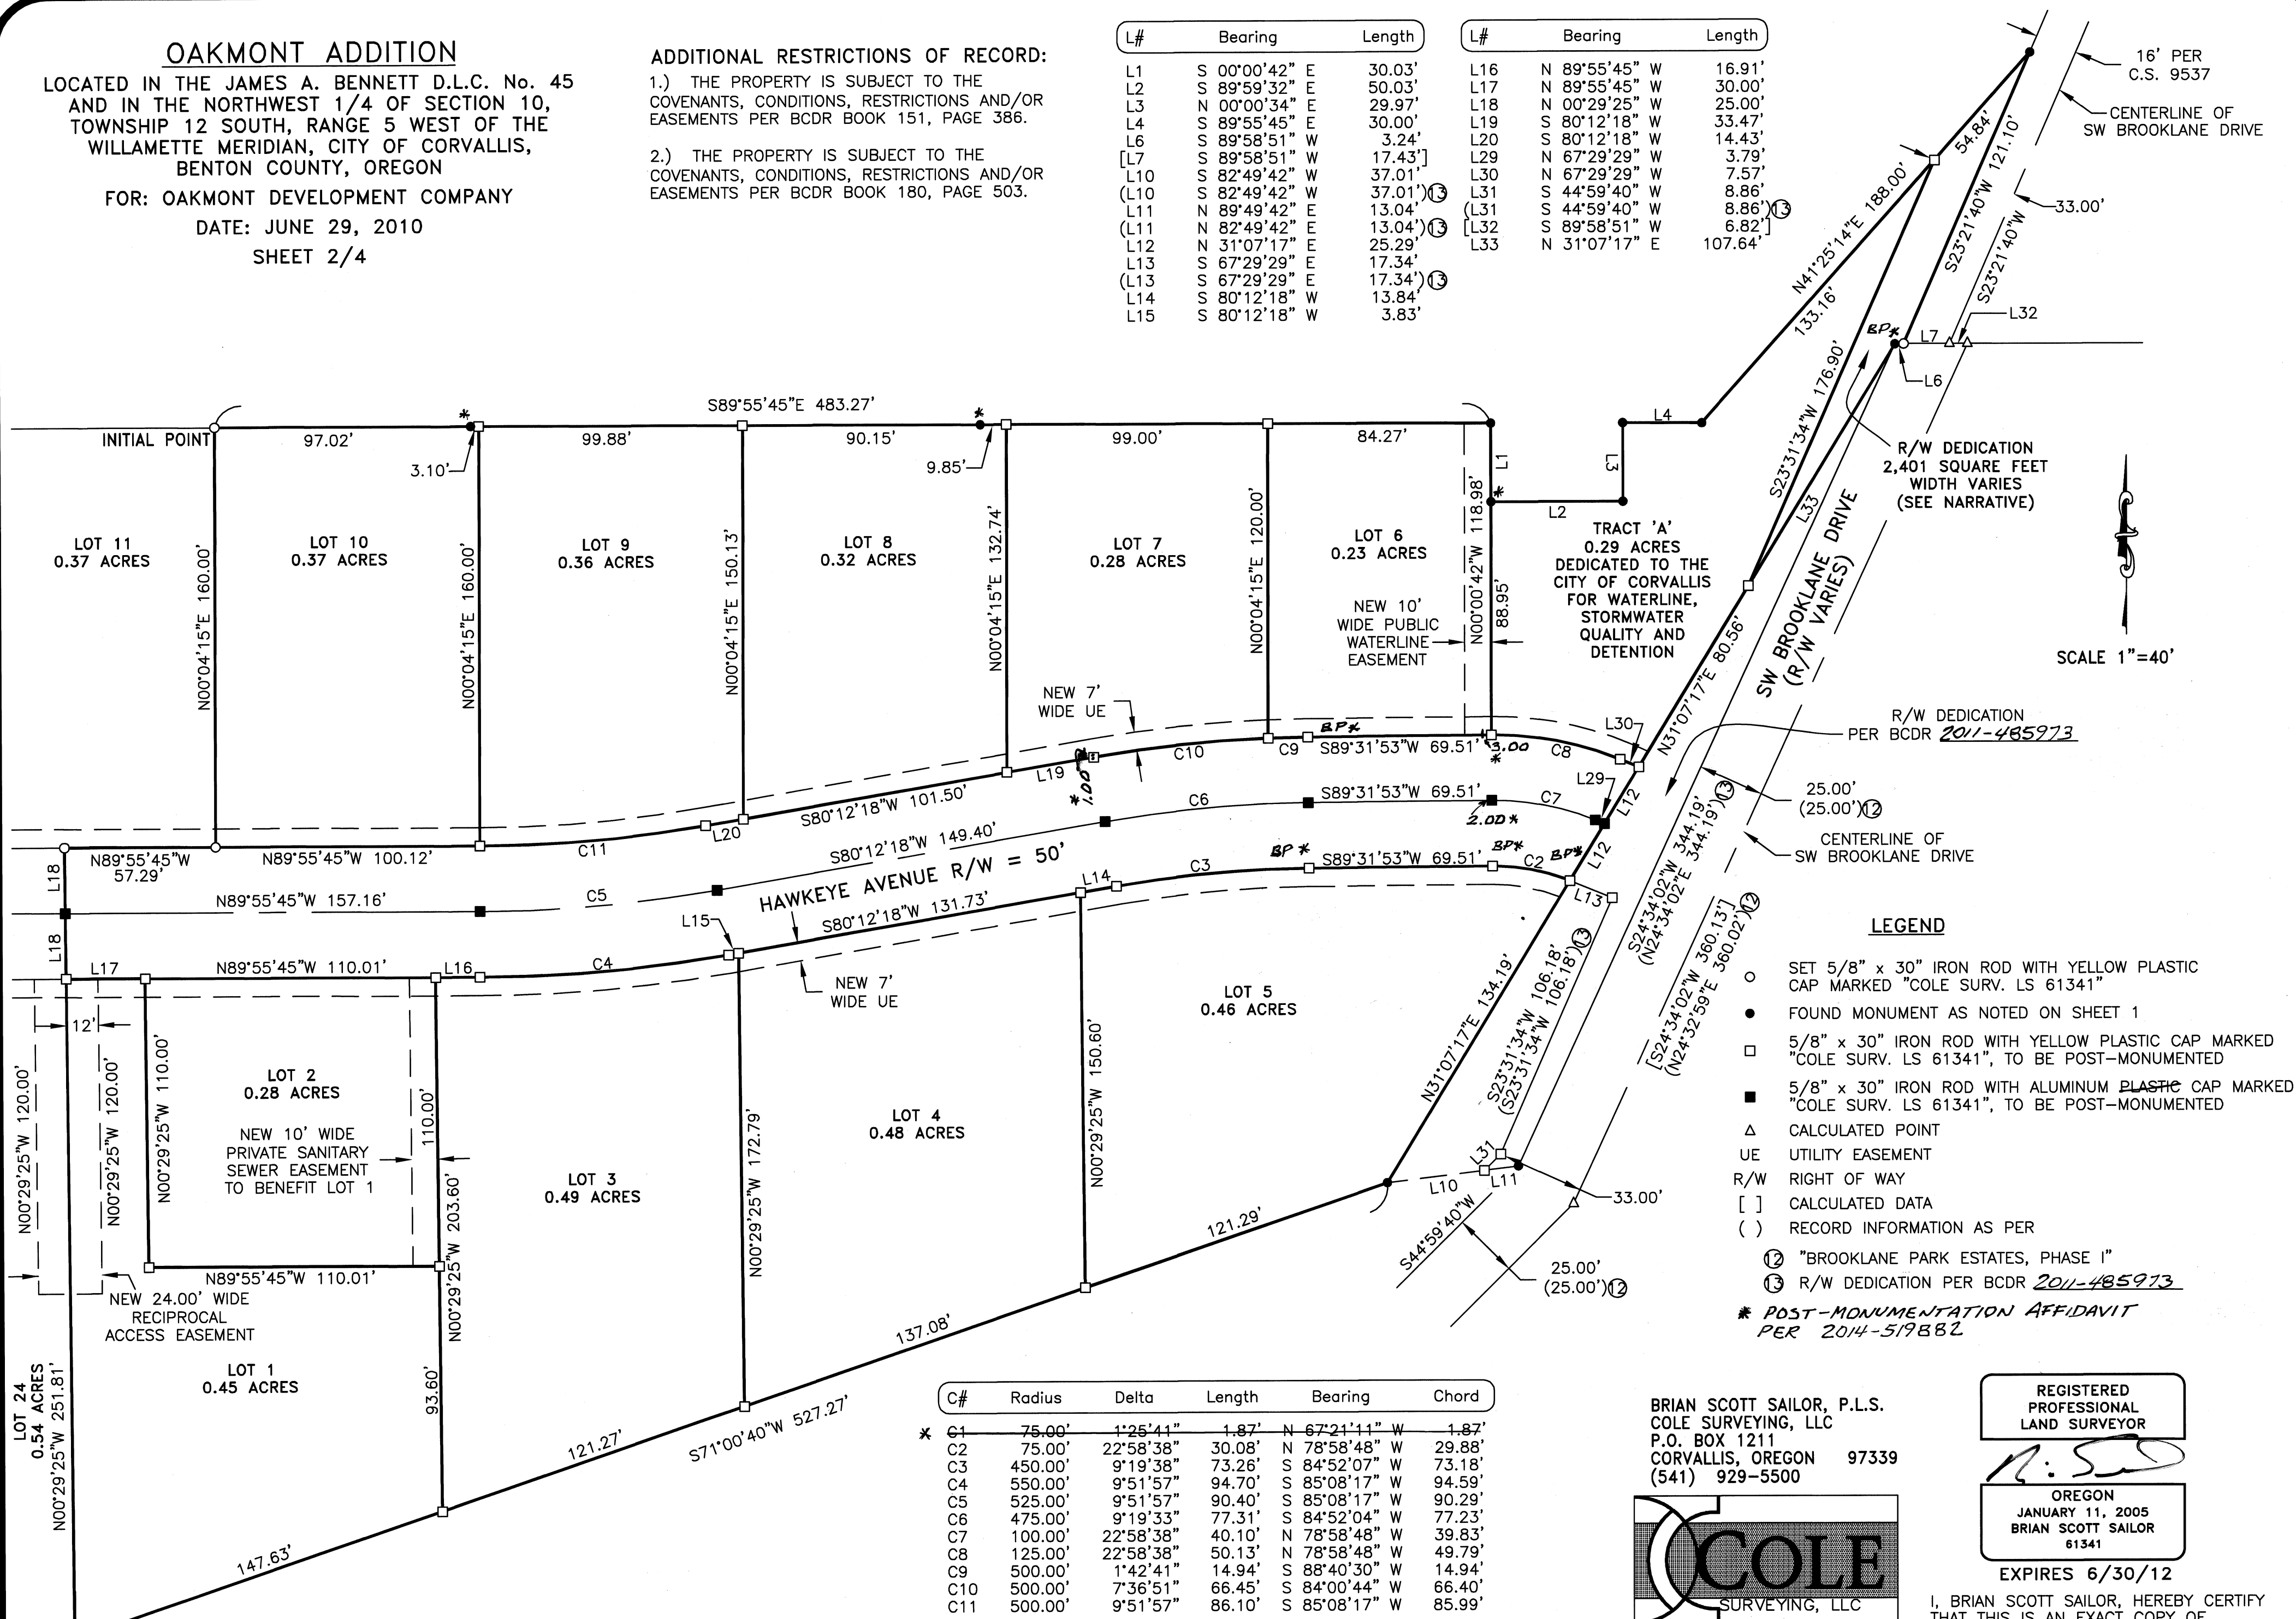 OAKMONT ADDITION
LOCATED IN THE JAMES A. BENNETT D.L.C. No. 45
AND IN THE NORTHWEST 1/4 OF SECTION 10,
TOWNSHIP 12 SOUTH, RANGE 5 WEST OF THE
WILLAMETTE MERIDIAN, CITY OF CORVALLIS,
BENTON COUNTY, OREGON
FOR: OAKMONT DEVELOPMENT COMPANY
DATE: JUNE 29, 2010
SHEET 2/4
ADDITIONAL RESTRICTIONS OF RECORD:
1.) THE PROPERTY IS SUBJECT TO THE
COVENANTS, CONDITIONS, RESTRICTIONS AND/OR
EASEMENTS PER BCDR BOOK 151, PAGE 386.
2.) THE PROPERTY IS SUBJECT TO THE
COVENANTS, CONDITIONS, RESTRICTIONS AND/OR
EASEMENTS PER BCDR BOOK 180, PAGE 503.
L# Bearing Length
L1 S 00°00'42" E 30.03'
L2 S 89°59'32" E 50.03'
L3 N 00°00'34" E 29.97'
L4 S 89°55'45" E 30.00'
L6 S 89°58'51" W 3.24'
[L7 S 89°58'51" W 17.43']
L10 S 82°49'42" W 37.01'
(L10 S 82°49'42" W 37.01')⑬
L11 N 89°49'42" E 13.04'
(L11 N 82°49'42" E 13.04')⑬
L12 N 31°07'17" E 25.29'
L13 S 67°29'29" E 17.34'
(L13 S 67°29'29" E 17.34')⑬
L14 S 80°12'18" W 13.84'
L15 S 80°12'18" W 3.83'
L# Bearing Length
L16 N 89°55'45" W 16.91'
L17 N 89°55'45" W 30.00'
L18 N 00°29'25" W 25.00'
L19 S 80°12'18" W 33.47'
L20 S 80°12'18" W 14.43'
L29 N 67°29'29" W 3.79'
L30 N 67°29'29" W 7.57'
L31 S 44°59'40" W 8.86'
(L31 S 44°59'40" W 8.86')⑬
[L32 S 89°58'51" W 6.82']
L33 N 31°07'17" E 107.64'
16' PER
C.S. 9537
CENTERLINE OF
SW BROOKLANE DRIVE
54.84'
N41°25'14"E 188.00'
133.16'
S23°21'40"W 121.10'
S23°21'40"W
33.00'
S23°31'34"W 176.90'
BP*
L7
L32
L6
L33
R/W DEDICATION
2,401 SQUARE FEET
WIDTH VARIES
(SEE NARRATIVE)
SW BROOKLANE DRIVE
(R/W VARIES)
SCALE 1"=40'
S89°55'45"E 483.27'
INITIAL POINT
97.02'
*
3.10'
99.88'
90.15'
*
9.85'
99.00'
84.27'
L1
L2
L3
L4
*
LOT 11
0.37 ACRES
LOT 10
0.37 ACRES
LOT 9
0.36 ACRES
LOT 8
0.32 ACRES
LOT 7
0.28 ACRES
LOT 6
0.23 ACRES
N00°04'15"E 160.00'
N00°04'15"E 160.00'
N00°04'15"E 150.13'
N00°04'15"E 132.74'
N00°04'15"E 120.00'
N00°00'42"W 118.98'
88.95'
NEW 10'
WIDE PUBLIC
WATERLINE
EASEMENT
TRACT 'A'
0.29 ACRES
DEDICATED TO THE
CITY OF CORVALLIS
FOR WATERLINE,
STORMWATER
QUALITY AND
DETENTION
NEW 7'
WIDE UE
N31°07'17"E 80.56'
R/W DEDICATION
PER BCDR 2011-485973
25.00'
(25.00')⑫
CENTERLINE OF
SW BROOKLANE DRIVE
N89°55'45"W
57.29'
N89°55'45"W 100.12'
C11
L20
S80°12'18"W 101.50'
L19
* 1.00
C10
C9
BP*
S89°31'53"W 69.51'
3.00
*
C8
L30
L18
N89°55'45"W 157.16'
C5
S80°12'18"W 149.40'
C6
S89°31'53"W 69.51'
2.00*
C7
L29
L12
HAWKEYE AVENUE R/W = 50'
L18
L17
N89°55'45"W 110.01'
L16
C4
L15
S80°12'18"W 131.73'
L14
C3
BP *
S89°31'53"W 69.51'
BP*
C2
BP*
L12
L13
NEW 7'
WIDE UE
12'
N00°29'25"W 120.00'
N00°29'25"W 120.00'
N00°29'25"W 110.00'
LOT 2
0.28 ACRES
NEW 10' WIDE
PRIVATE SANITARY
SEWER EASEMENT
TO BENEFIT LOT 1
110.00'
N00°29'25"W 203.60'
93.60'
N89°55'45"W 110.01'
NEW 24.00' WIDE
RECIPROCAL
ACCESS EASEMENT
LOT 1
0.45 ACRES
LOT 24
0.54 ACRES
N00°29'25"W 251.81'
LOT 3
0.49 ACRES
N00°29'25"W 172.79'
LOT 4
0.48 ACRES
N00°29'25"W 150.60'
LOT 5
0.46 ACRES
N31°07'17"E 134.19'
S23°31'34"W 106.18'
(S23°31'34"W 106.18')⑬
S24°34'02"W 344.19'
(N24°34'02"E 344.19')⑬
[S24°34'02"W 360.13']
(N24°32'59"E 360.02')⑫
L31
L10
L11
33.00'
S44°59'40"W
25.00'
(25.00')⑫
121.29'
137.08'
121.27'
S71°00'40"W 527.27'
147.63'
LEGEND
SET 5/8" x 30" IRON ROD WITH YELLOW PLASTIC
CAP MARKED "COLE SURV. LS 61341"
FOUND MONUMENT AS NOTED ON SHEET 1
5/8" x 30" IRON ROD WITH YELLOW PLASTIC CAP MARKED
"COLE SURV. LS 61341", TO BE POST-MONUMENTED
5/8" x 30" IRON ROD WITH ALUMINUM PLASTIC CAP MARKED
"COLE SURV. LS 61341", TO BE POST-MONUMENTED
CALCULATED POINT
UE UTILITY EASEMENT
R/W RIGHT OF WAY
[ ] CALCULATED DATA
( ) RECORD INFORMATION AS PER
⑫ "BROOKLANE PARK ESTATES, PHASE I"
⑬ R/W DEDICATION PER BCDR 2011-485973
* POST-MONUMENTATION AFFIDAVIT
PER 2014-519882
C# Radius Delta Length Bearing Chord
* C1 75.00' 1°25'41" 1.87' N 67°21'11" W 1.87'
C2 75.00' 22°58'38" 30.08' N 78°58'48" W 29.88'
C3 450.00' 9°19'38" 73.26' S 84°52'07" W 73.18'
C4 550.00' 9°51'57" 94.70' S 85°08'17" W 94.59'
C5 525.00' 9°51'57" 90.40' S 85°08'17" W 90.29'
C6 475.00' 9°19'33" 77.31' S 84°52'04" W 77.23'
C7 100.00' 22°58'38" 40.10' N 78°58'48" W 39.83'
C8 125.00' 22°58'38" 50.13' N 78°58'48" W 49.79'
C9 500.00' 1°42'41" 14.94' S 88°40'30" W 14.94'
C10 500.00' 7°36'51" 66.45' S 84°00'44" W 66.40'
C11 500.00' 9°51'57" 86.10' S 85°08'17" W 85.99'
BRIAN SCOTT SAILOR, P.L.S.
COLE SURVEYING, LLC
P.O. BOX 1211
CORVALLIS, OREGON 97339
(541) 929-5500
COLE
SURVEYING, LLC
REGISTERED
PROFESSIONAL
LAND SURVEYOR
OREGON
JANUARY 11, 2005
BRIAN SCOTT SAILOR
61341
EXPIRES 6/30/12
I, BRIAN SCOTT SAILOR, HEREBY CERTIFY
THAT THIS IS AN EXACT COPY OF